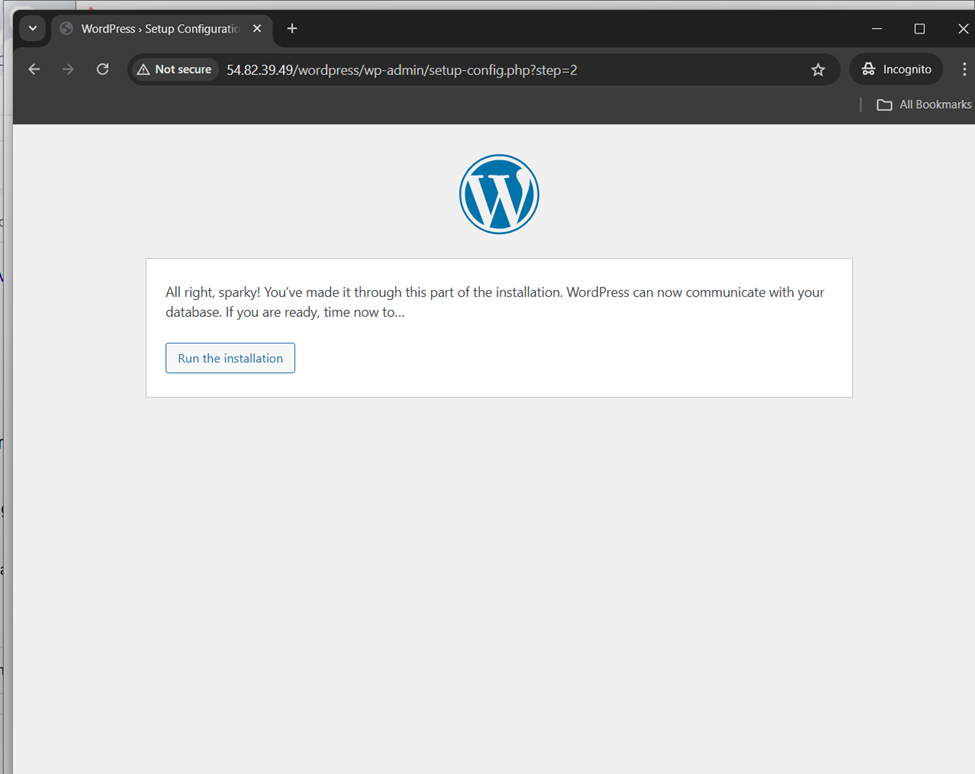 WordPress › Setup Configuratio
Not secure
54.82.39.49/wordpress/wp-admin/setup-config.php?step=2
Incognito
All Bookmarks
All right, sparky! You’ve made it through this part of the installation. WordPress can now communicate with your
database. If you are ready, time now to…
Run the installation